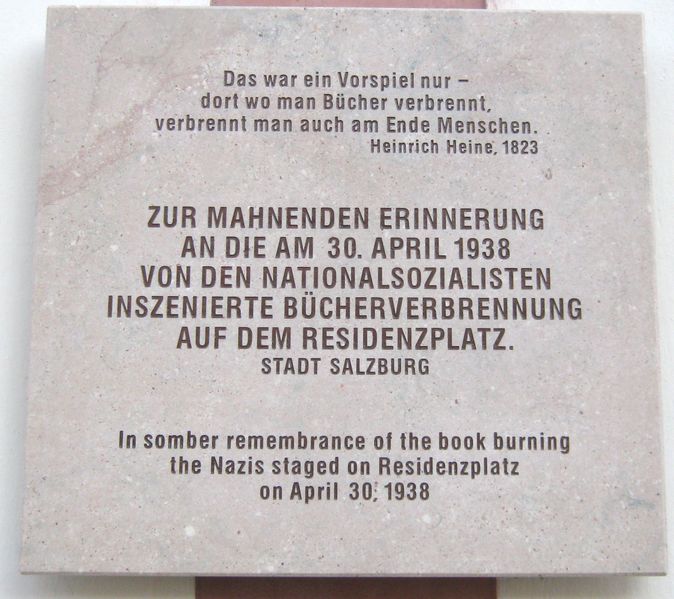 Das war ein Vorspiel nur –
dort wo man Bücher verbrennt,
verbrennt man auch am Ende Menschen.
Heinrich Heine, 1823
ZUR MAHNENDEN ERINNERUNG
AN DIE AM 30. APRIL 1938
VON DEN NATIONALSOZIALISTEN
INSZENIERTE BÜCHERVERBRENNUNG
AUF DEM RESIDENZPLATZ.
STADT SALZBURG
In somber remembrance of the book burning
the Nazis staged on Residenzplatz
on April 30, 1938